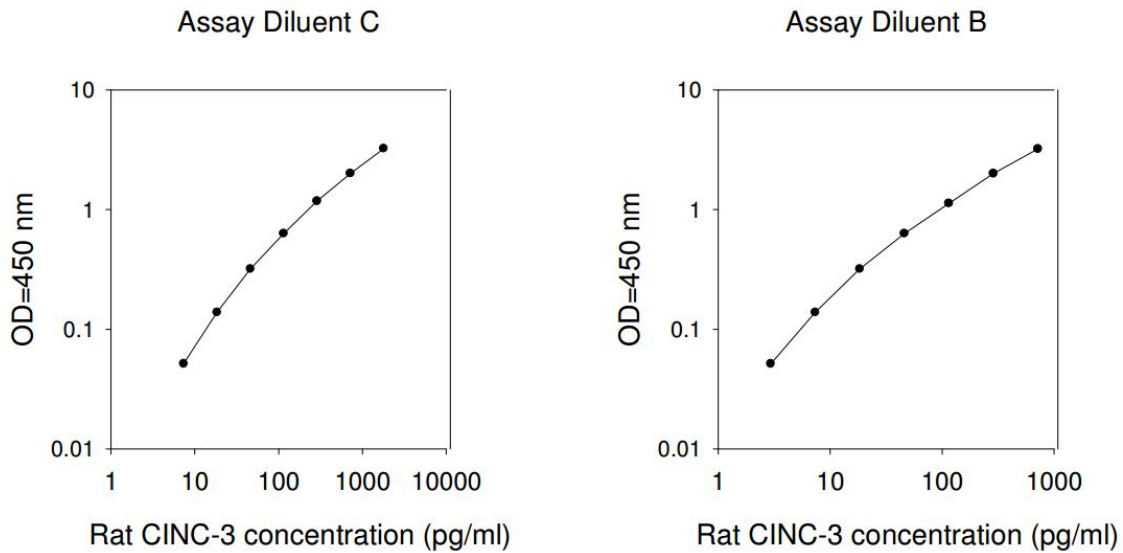 Assay Diluent C
10
1
0.1
0.01
OD=450 nm
1 10 100 1000 10000
Rat CINC-3 concentration (pg/ml)
Assay Diluent B
10
1
0.1
0.01
OD=450 nm
1 10 100 1000
Rat CINC-3 concentration (pg/ml)